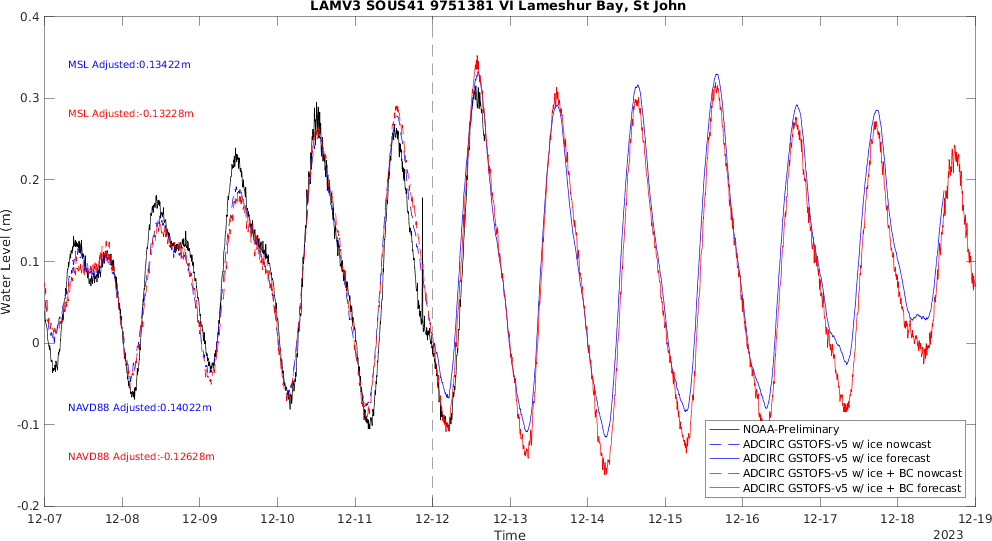 LAMV3 SOUS41 9751381 VI Lameshur Bay, St John
0.4
0.3
0.2
0.1
0
-0.1
-0.2
Water Level (m)
MSL Adjusted:0.13422m
MSL Adjusted:-0.13228m
NAVD88 Adjusted:0.14022m
NAVD88 Adjusted:-0.12628m
NOAA-Preliminary
ADCIRC GSTOFS-v5 w/ ice nowcast
ADCIRC GSTOFS-v5 w/ ice forecast
ADCIRC GSTOFS-v5 w/ ice + BC nowcast
ADCIRC GSTOFS-v5 w/ ice + BC forecast
12-07 12-08 12-09 12-10 12-11 12-12 12-13 12-14 12-15 12-16 12-17 12-18 12-19
Time
2023